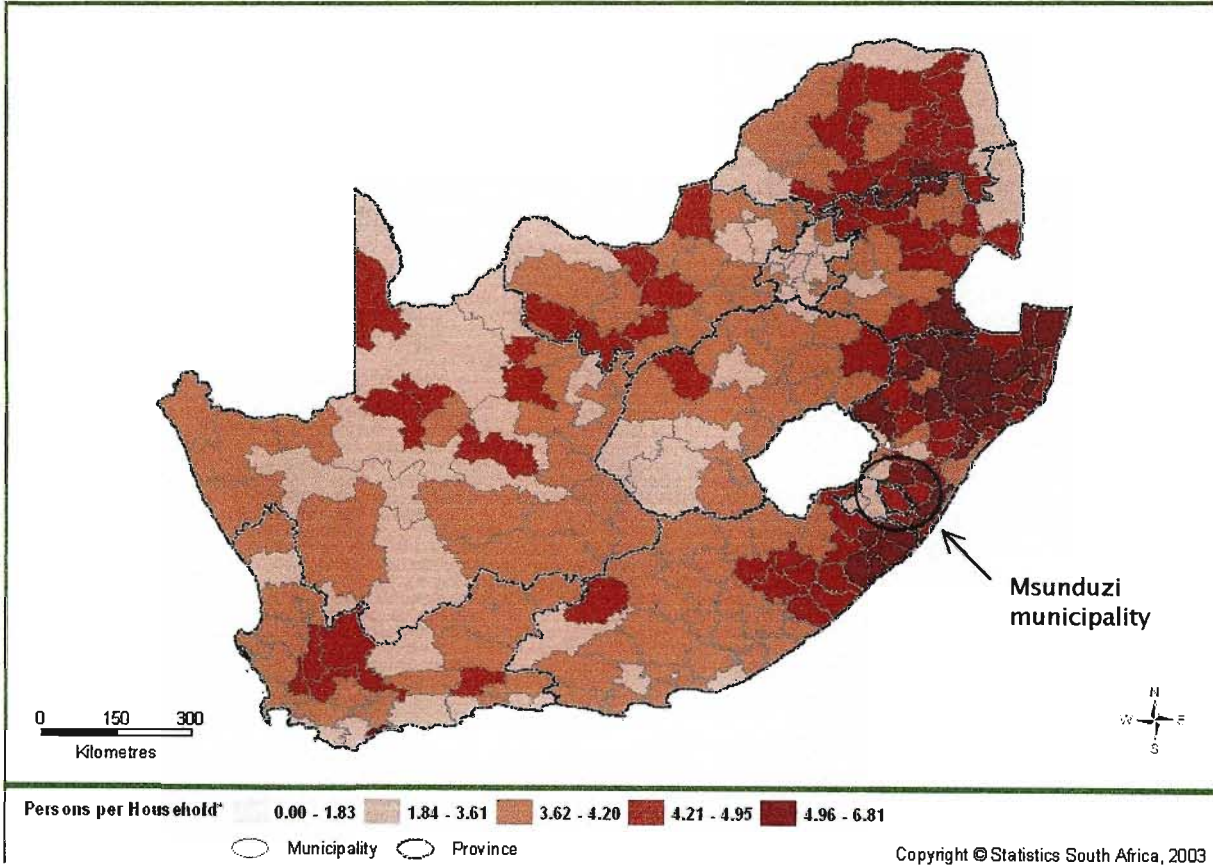 Msunduzi
municipality
0 150 300
Kilometres
N
W E
S
Persons per Household* 0.00 - 1.83 1.84 - 3.61 3.62 - 4.20 4.21 - 4.95 4.96 - 6.81
Municipality Province
Copyright © Statistics South Africa, 2003